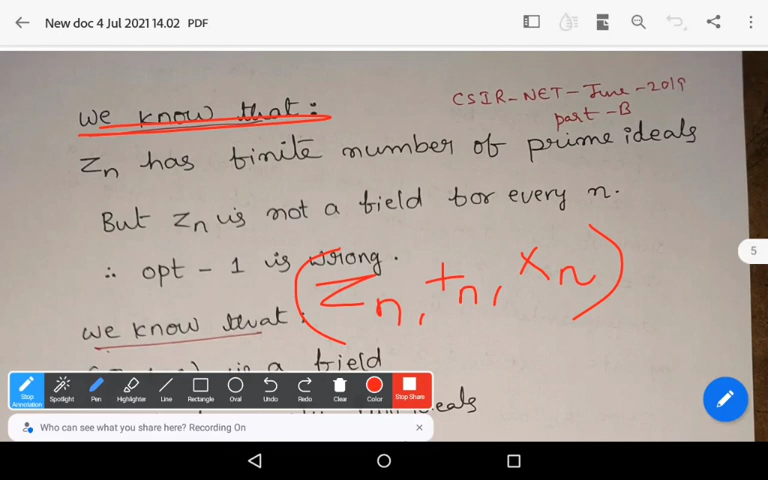 New doc 4 Jul 2021 14.02 PDF
CSIR-NET-June-2019
part-B
We know that:
Zn has finite number of prime ideals
But Zn is not a field for every n.
∴ opt - 1 is wrong.
(Zn, +n, ×n)
we know that:
is a field
eals
5
Stop Annotation
Spotlight
Pen
Highlighter
Line
Rectangle
Oval
Undo
Redo
Clear
Color
Stop Share
Who can see what you share here? Recording On